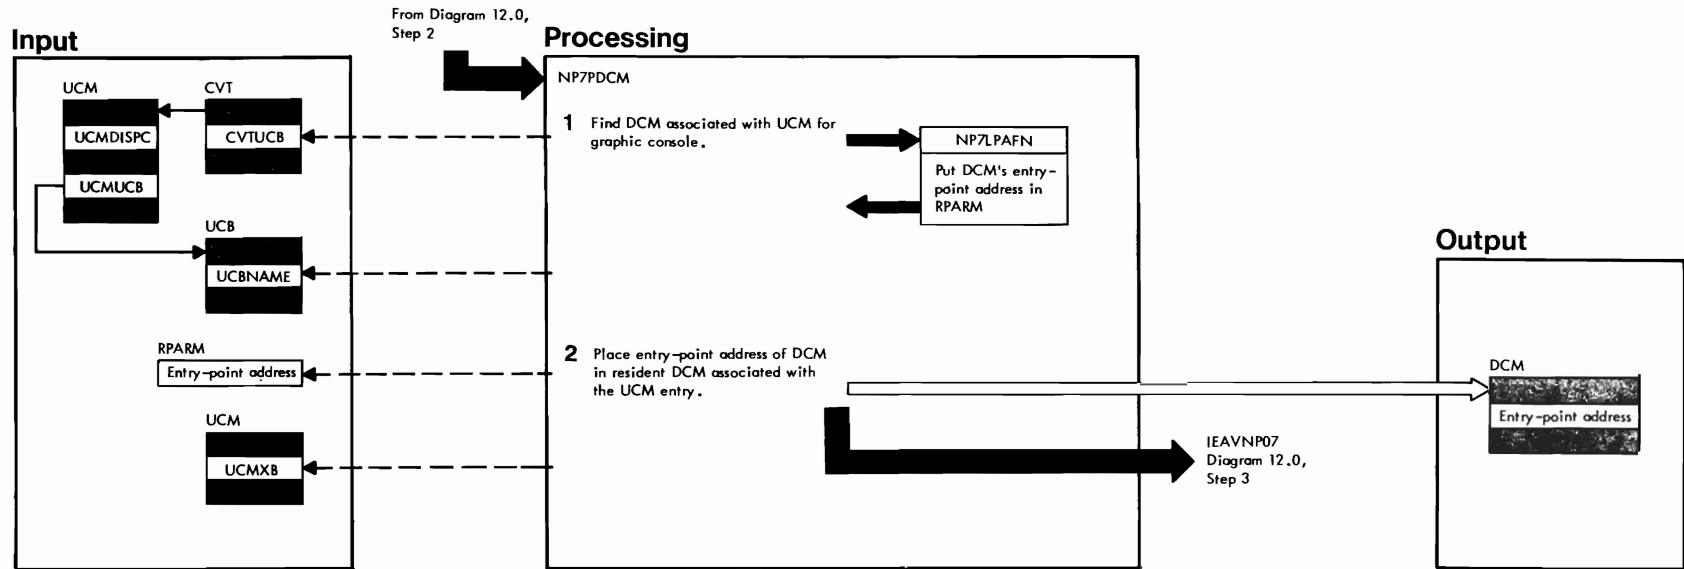 From Diagram 12.0,
Step 2
Input
Processing
UCM
CVT
UCMDISPC
CVTUCB
UCMUCB
NP7PDCM
1 Find DCM associated with UCM for
graphic console.
NP7LPAFN
Put DCM's entry-
point address in
RPARM
UCB
UCBNAME
Output
RPARM
Entry-point address
2 Place entry-point address of DCM
in resident DCM associated with
the UCM entry.
DCM
Entry-point address
UCM
UCMXB
IEAVNP07
Diagram 12.0,
Step 3